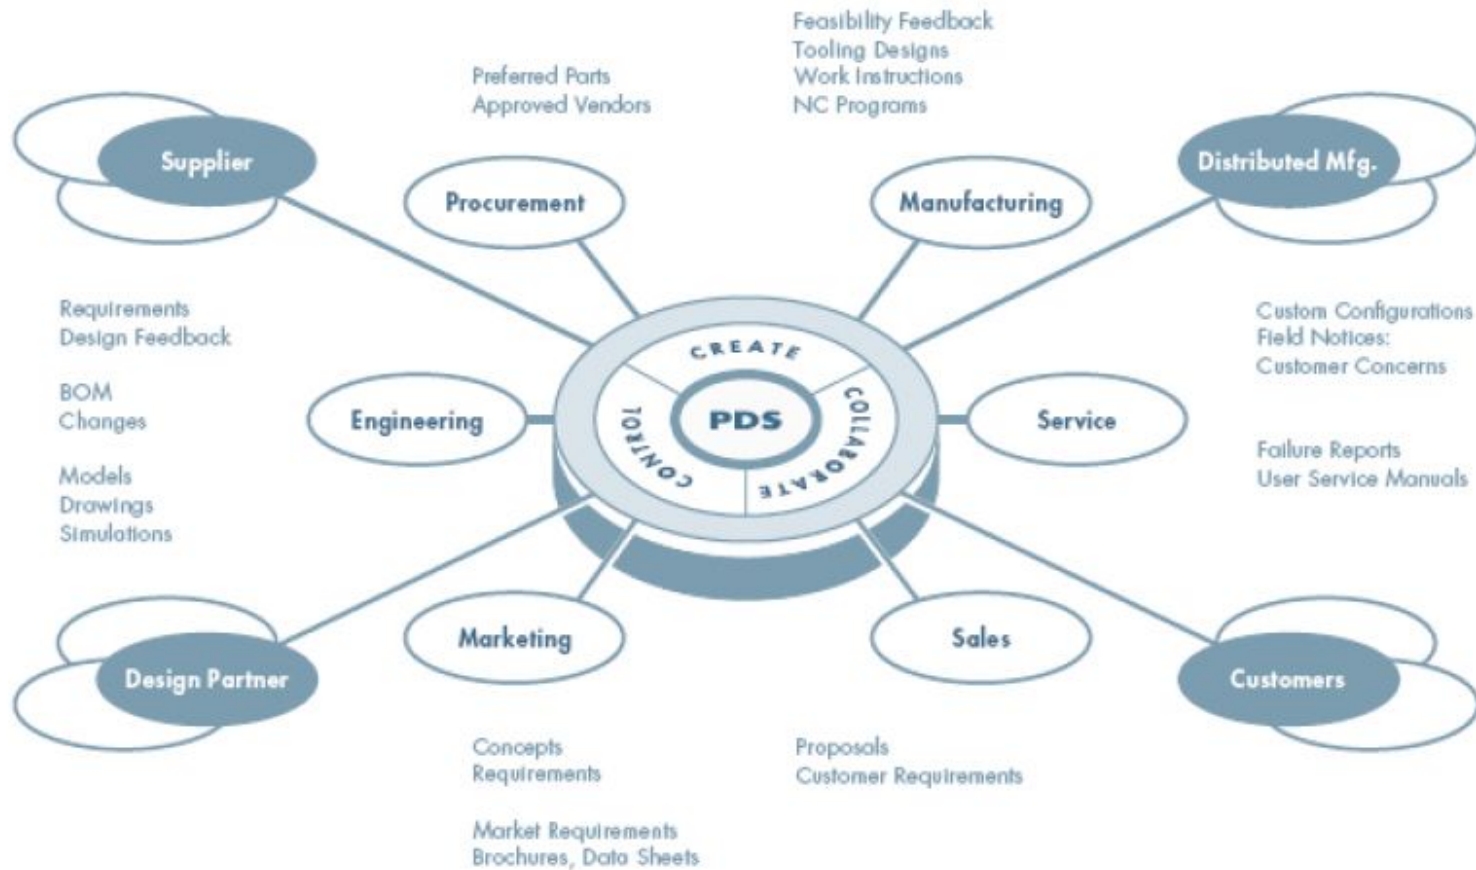 Feasibility Feedback
Tooling Designs
Work Instructions
NC Programs
Preferred Parts
Approved Vendors
Supplier
Procurement
Manufacturing
Distributed Mfg.
Requirements
Design Feedback
BOM
Changes
Models
Drawings
Simulations
Engineering
CREATE
COLLABORATE
CONTROL
PDS
Service
Custom Configurations
Field Notices:
Customer Concerns
Failure Reports
User Service Manuals
Design Partner
Marketing
Sales
Customers
Concepts
Requirements
Market Requirements
Brochures, Data Sheets
Proposals
Customer Requirements